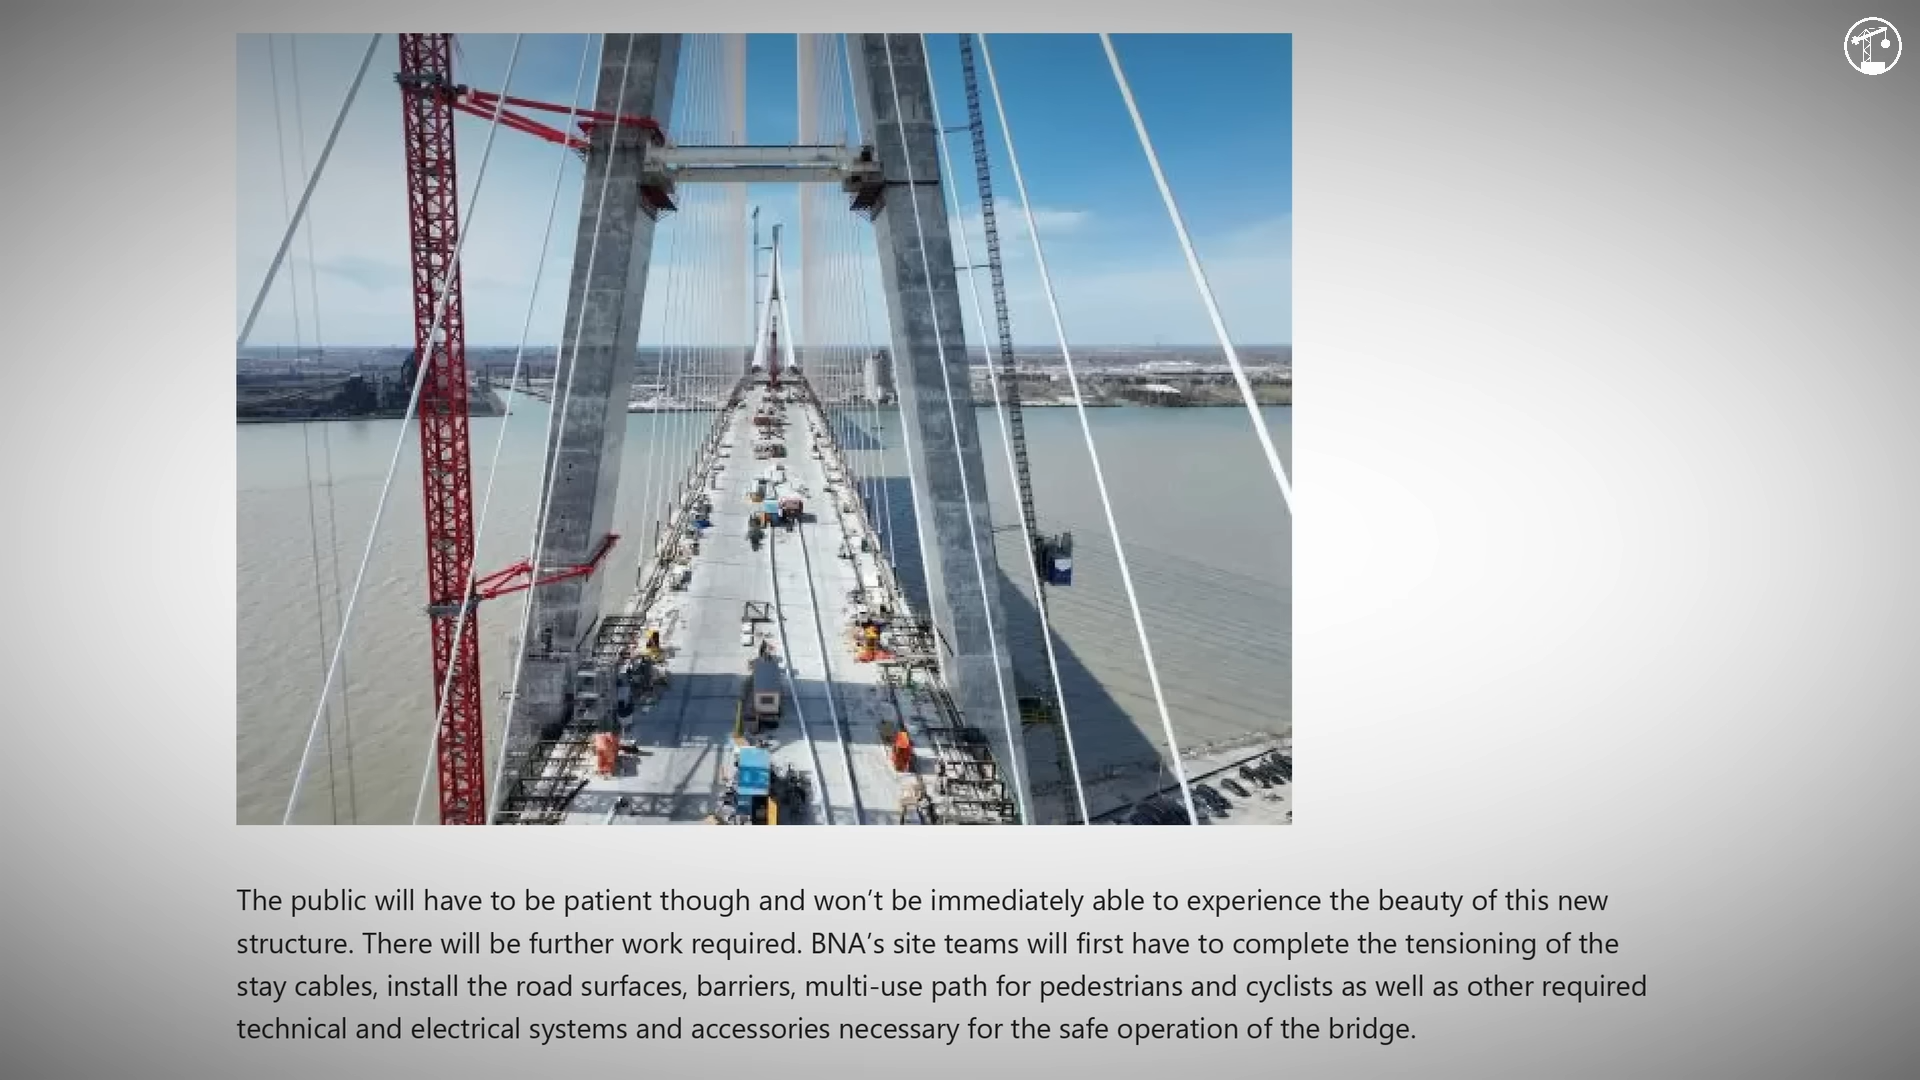 The public will have to be patient though and won’t be immediately able to experience the beauty of this new
structure. There will be further work required. BNA’s site teams will first have to complete the tensioning of the
stay cables, install the road surfaces, barriers, multi-use path for pedestrians and cyclists as well as other required
technical and electrical systems and accessories necessary for the safe operation of the bridge.